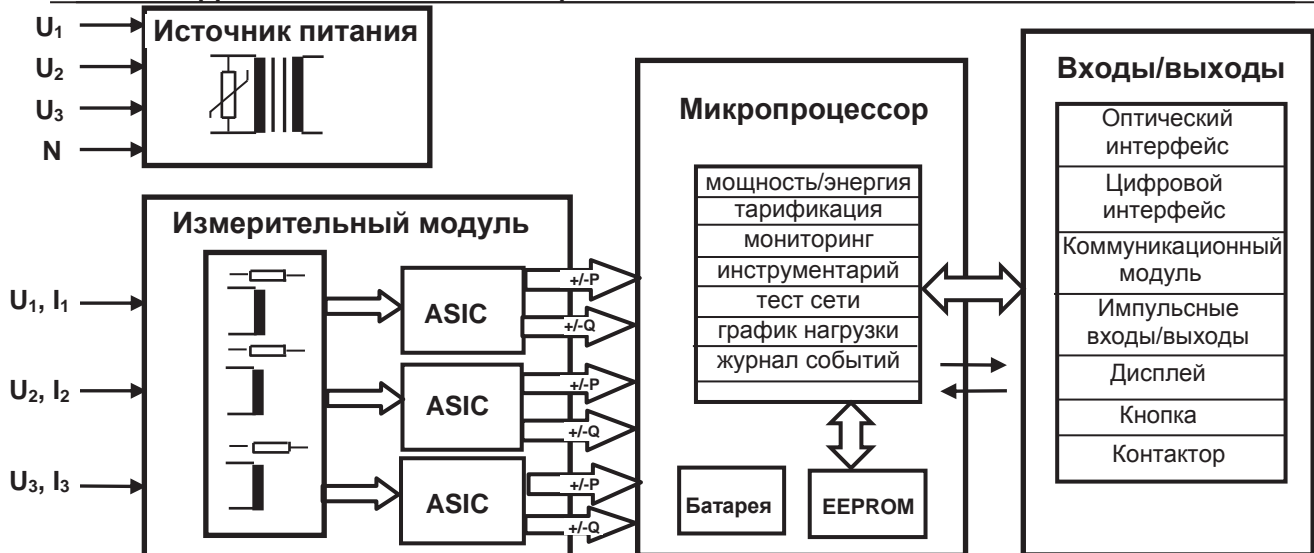 U₁
U₂
U₃
N
Источник питания
Измерительный модуль
U₁, I₁
U₂, I₂
U₃, I₃
ASIC
+/-P
+/-Q
ASIC
+/-P
+/-Q
ASIC
+/-P
+/-Q
Микропроцессор
мощность/энергия
тарификация
мониторинг
инструментарий
тест сети
график нагрузки
журнал событий
Батарея
EEPROM
Входы/выходы
Оптический
интерфейс
Цифровой
интерфейс
Коммуникационный
модуль
Импульсные
входы/выходы
Дисплей
Кнопка
Контактор